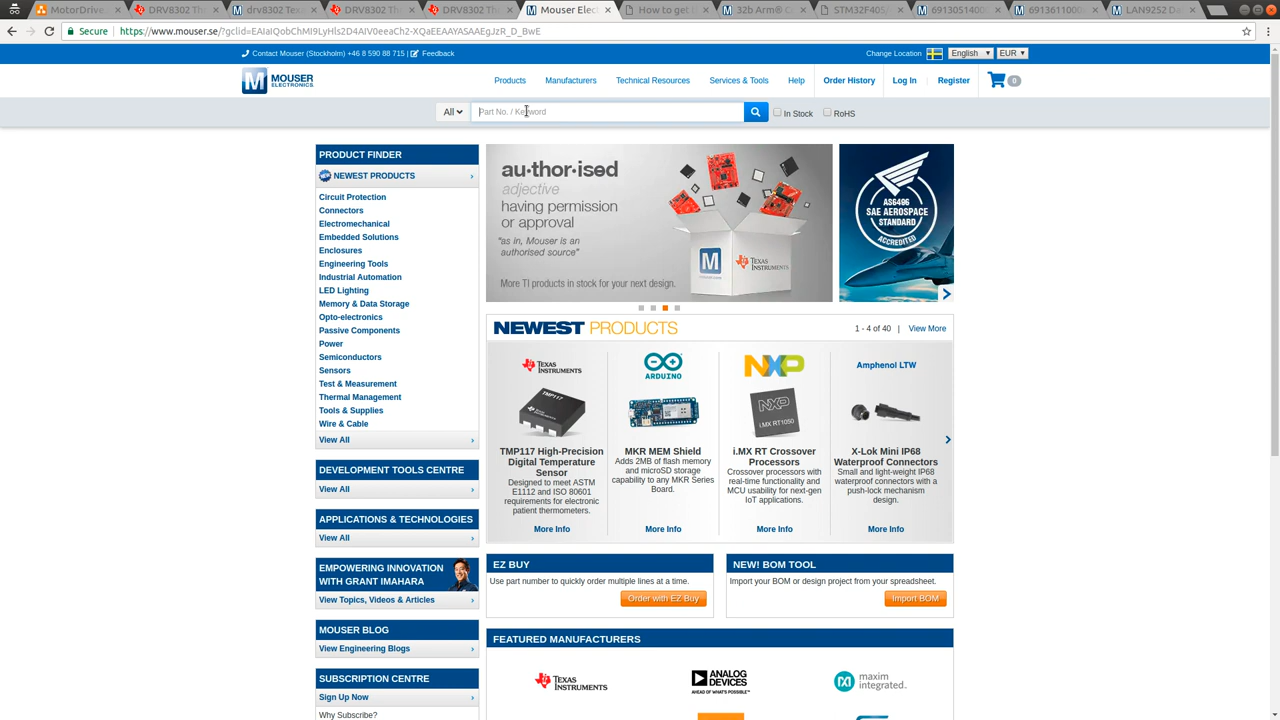 MotorDrive
DRV8302 Th
drv8302 Texa
DRV8302 Th
DRV8302 Th
Mouser Elec
How to get l
32b Arm® C
STM32F405
6913051400
6913611000
LAN9252 Da
Secure https://www.mouser.se/?gclid=EAIaIQobChMI9LyHls2D4AIV0eeaCh2-XQaEEAAYASAAEgJzR_D_BwE
Contact Mouser (Stockholm) +46 8 590 88 715 | Feedback
Change Location English EUR
MOUSER ELECTRONICS
Products Manufacturers Technical Resources Services & Tools Help Order History Log In | Register 0
All Part No. / Keyword In Stock RoHS
PRODUCT FINDER
NEWEST PRODUCTS ›
Circuit Protection
Connectors
Electromechanical
Embedded Solutions
Enclosures
Engineering Tools
Industrial Automation
LED Lighting
Memory & Data Storage
Opto-electronics
Passive Components
Power
Semiconductors
Sensors
Test & Measurement
Thermal Management
Tools & Supplies
Wire & Cable
View All ›
DEVELOPMENT TOOLS CENTRE
View All ›
APPLICATIONS & TECHNOLOGIES
View All ›
EMPOWERING INNOVATION
WITH GRANT IMAHARA
View Topics, Videos & Articles ›
MOUSER BLOG
View Engineering Blogs ›
SUBSCRIPTION CENTRE
Sign Up Now ›
Why Subscribe?
au·thor·ised
adjective
having permission
or approval
"as in, Mouser is an
authorised source"
More TI products in stock for your next design.
M
TEXAS INSTRUMENTS
AS6496
SAE AEROSPACE
STANDARD
ACCREDITED
NEWEST PRODUCTS
1 - 4 of 40 | View More
TEXAS INSTRUMENTS
TMP117
TMP117 High-Precision
Digital Temperature
Sensor
Designed to meet ASTM
E1112 and ISO 80601
requirements for electronic
patient thermometers.
More Info
ARDUINO
MKR MEM Shield
Adds 2MB of flash memory
and microSD storage
capability to any MKR Series
Board.
More Info
NXP
NXP
i.MX RT1050
i.MX RT Crossover
Processors
Crossover processors with
real-time functionality and
MCU usability for next-gen
IoT applications.
More Info
Amphenol LTW
X-Lok Mini IP68
Waterproof Connectors
Small and light-weight IP68
waterproof connectors with a
push-lock mechanism
design.
More Info
EZ BUY
Use part number to quickly order multiple lines at a time.
Order with EZ Buy
NEW! BOM TOOL
Import your BOM or design project from your spreadsheet.
Import BOM
FEATURED MANUFACTURERS
TEXAS INSTRUMENTS
ANALOG DEVICES
AHEAD OF WHAT'S POSSIBLE™
maxim integrated.